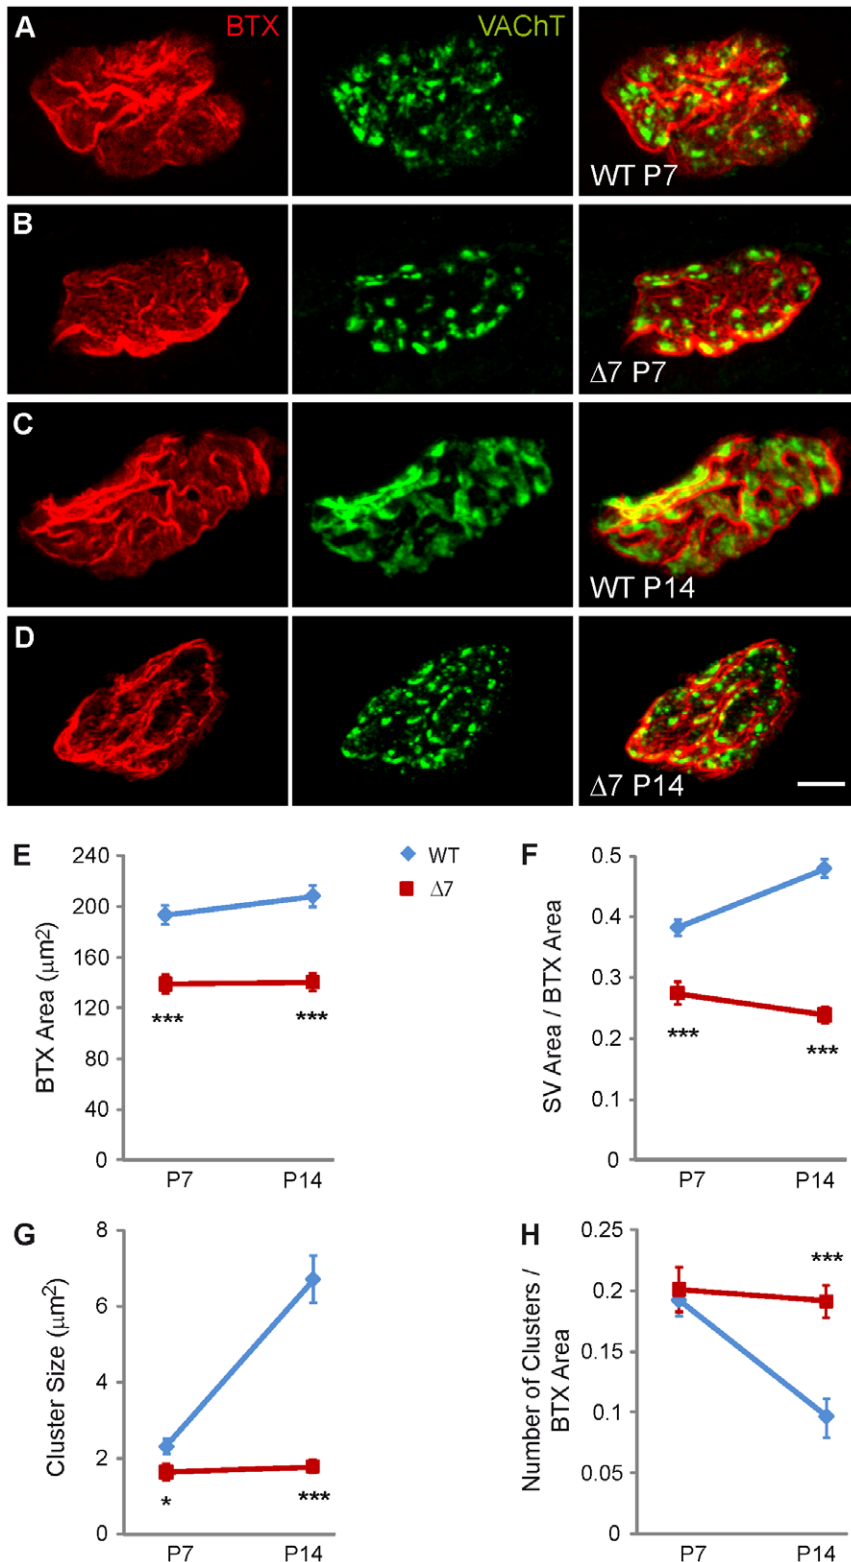 A
BTX
VAChT
WT P7
B
Δ7 P7
C
WT P14
D
Δ7 P14
E
240
200
160
120
80
40
0
BTX Area (μm²)
***
***
P7
P14
WT
Δ7
F
0.5
0.4
0.3
0.2
0.1
0
SV Area / BTX Area
***
***
P7
P14
G
8
6
4
2
0
Cluster Size (μm²)
*
***
P7
P14
H
0.25
0.2
0.15
0.1
0.05
0
Number of Clusters /
BTX Area
***
P7
P14